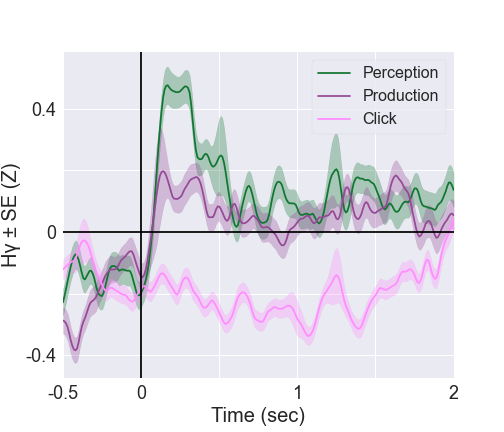 Perception
Production
Click
0.4
0
-0.4
Hγ ± SE (Z)
-0.5
0
1
2
Time (sec)